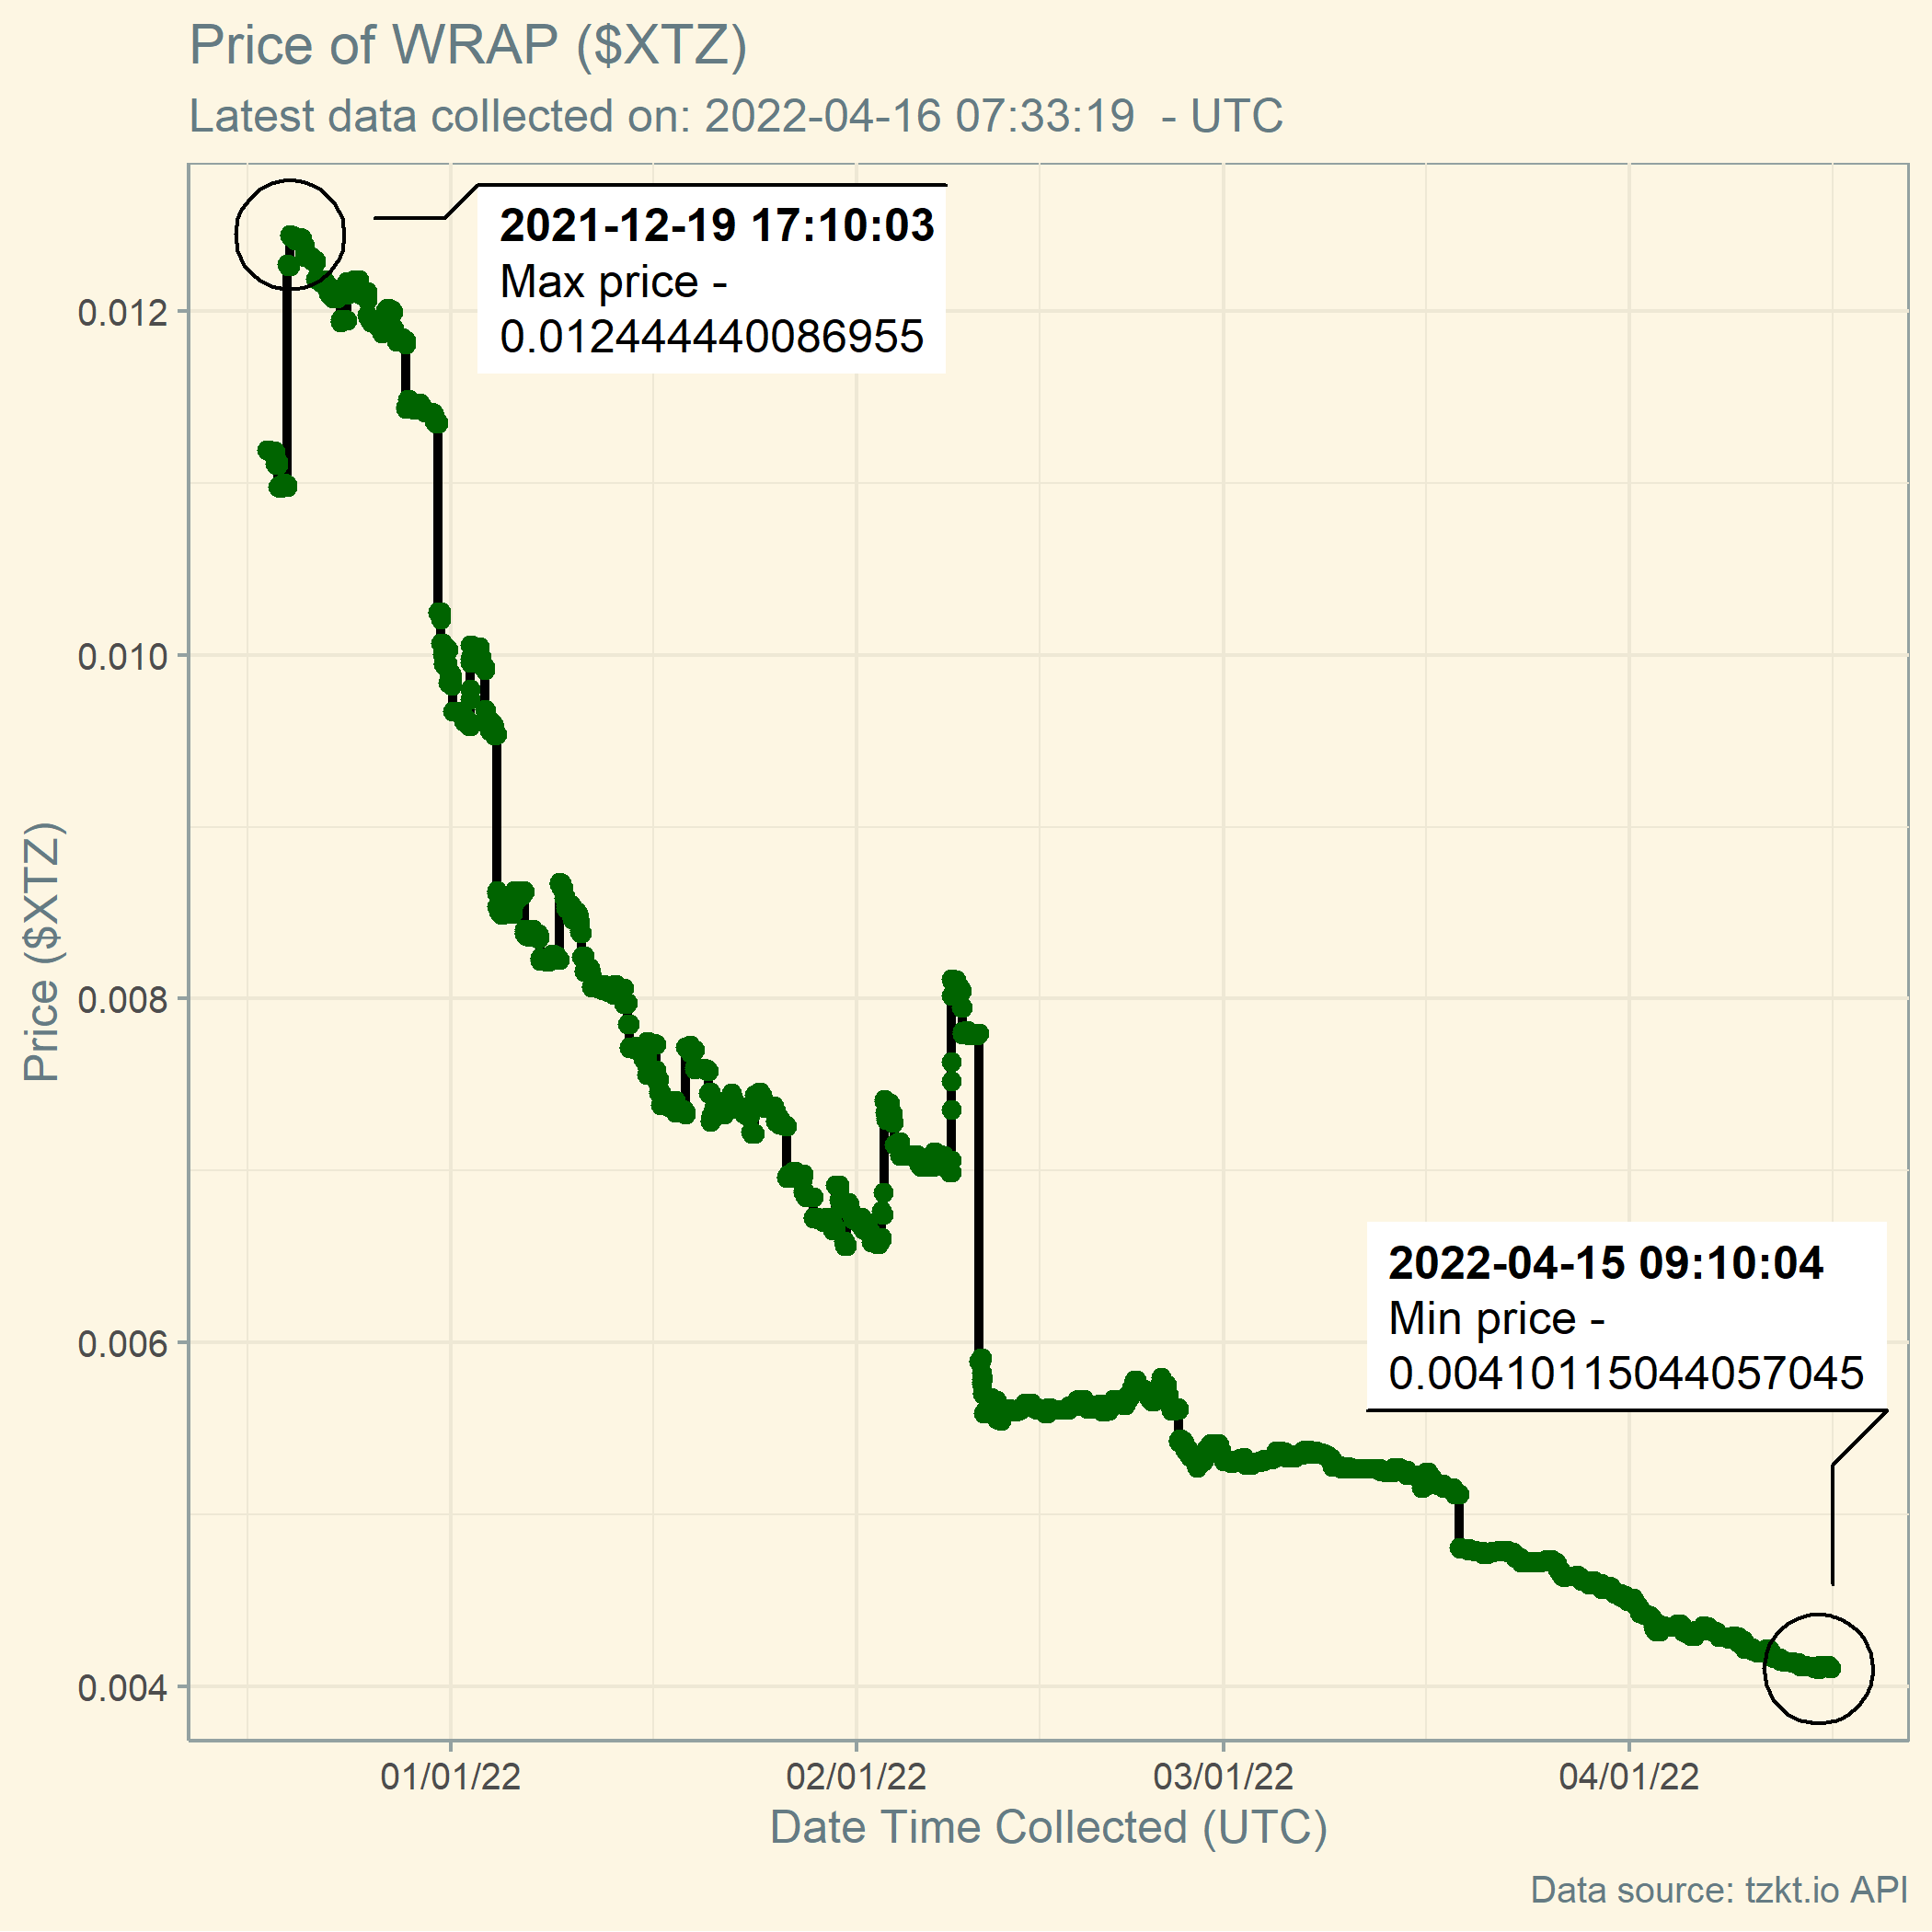 Price of WRAP ($XTZ)
Latest data collected on: 2022-04-16 07:33:19  - UTC
2021-12-19 17:10:03
Max price -
0.0124444440086955
0.012
0.010
0.008
0.006
0.004
Price ($XTZ)
2022-04-15 09:10:04
Min price -
0.00410115044057045
01/01/22
02/01/22
03/01/22
04/01/22
Date Time Collected (UTC)
Data source: tzkt.io API